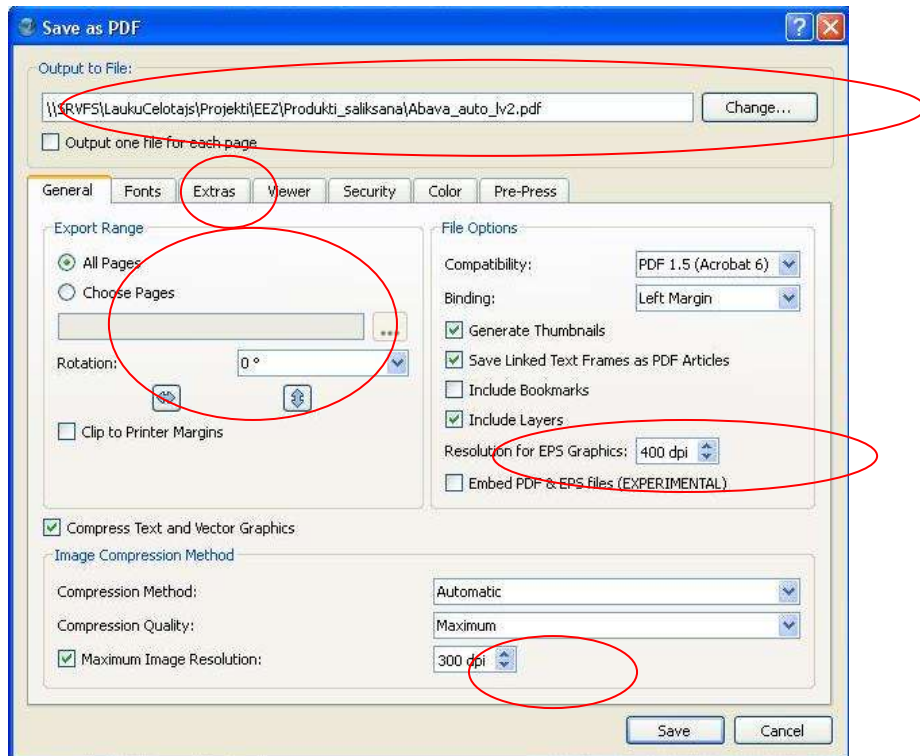 Save as PDF
Output to File:
\\SRVFS\LaukuCelotajs\Projekti\EEZ\Produkti_saliksana\Abava_auto_lv2.pdf Change...
Output one file for each page
General Fonts Extras Viewer Security Color Pre-Press
Export Range
All Pages
Choose Pages
...
Rotation: 0 °
Clip to Printer Margins
File Options
Compatibility: PDF 1.5 (Acrobat 6)
Binding: Left Margin
Generate Thumbnails
Save Linked Text Frames as PDF Articles
Include Bookmarks
Include Layers
Resolution for EPS Graphics: 400 dpi
Embed PDF & EPS files (EXPERIMENTAL)
Compress Text and Vector Graphics
Image Compression Method
Compression Method: Automatic
Compression Quality: Maximum
Maximum Image Resolution: 300 dpi
Save Cancel